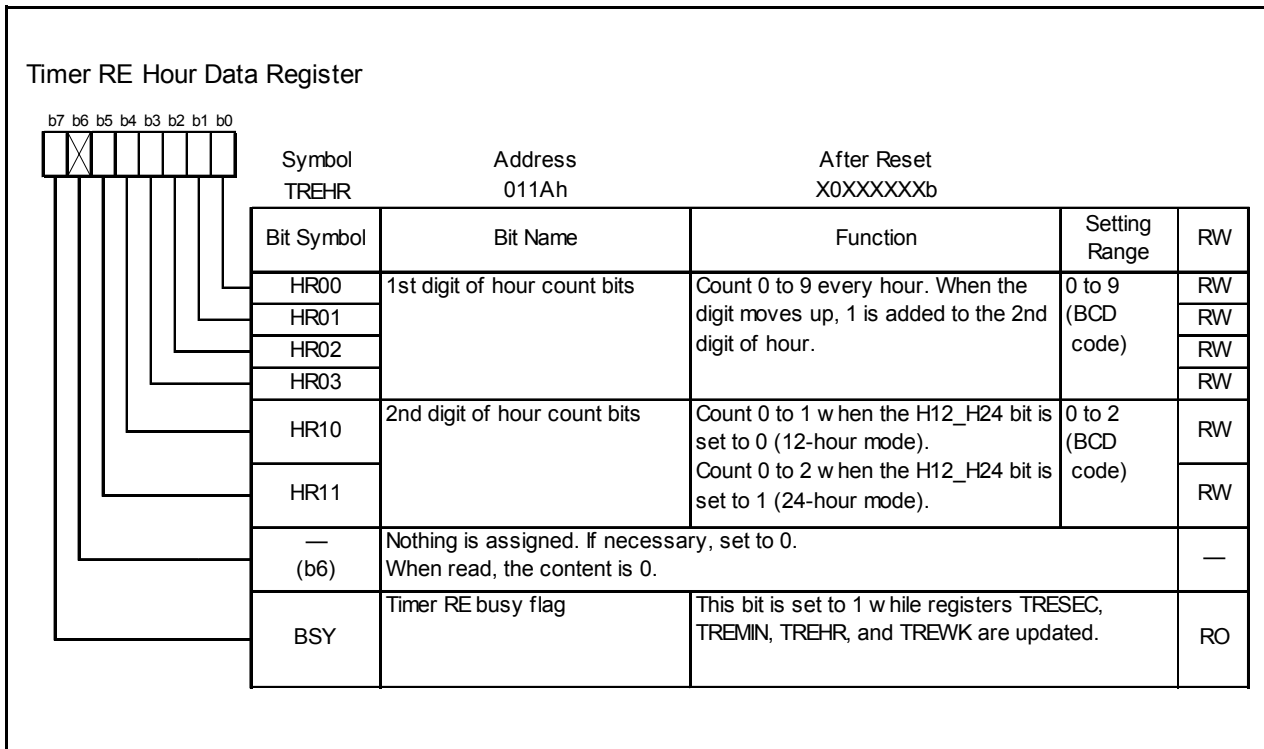 Timer RE Hour Data Register
b7 b6 b5 b4 b3 b2 b1 b0
Symbol Address After Reset
TREHR 011Ah X0XXXXXXb
Bit Symbol Bit Name Function Setting Range RW
HR00 1st digit of hour count bits Count 0 to 9 every hour. When the 0 to 9 RW
HR01 digit moves up, 1 is added to the 2nd (BCD RW
HR02 digit of hour. code) RW
HR03 RW
HR10 2nd digit of hour count bits Count 0 to 1 w hen the H12_H24 bit is 0 to 2 RW
set to 0 (12-hour mode). (BCD
HR11 Count 0 to 2 w hen the H12_H24 bit is code) RW
set to 1 (24-hour mode).
— Nothing is assigned. If necessary, set to 0. —
(b6) When read, the content is 0.
BSY Timer RE busy flag This bit is set to 1 w hile registers TRESEC, RO
TREMIN, TREHR, and TREWK are updated.